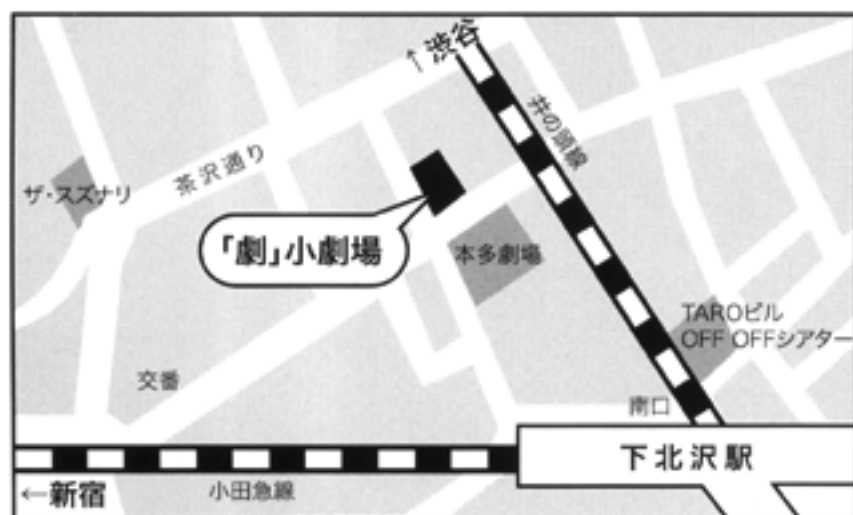 ↑渋谷
井の頭線
茶沢通り
ザ・スズナリ
「劇」小劇場
本多劇場
TAROビル
OFF OFFシアター
交番
南口
下北沢駅
←新宿
小田急線